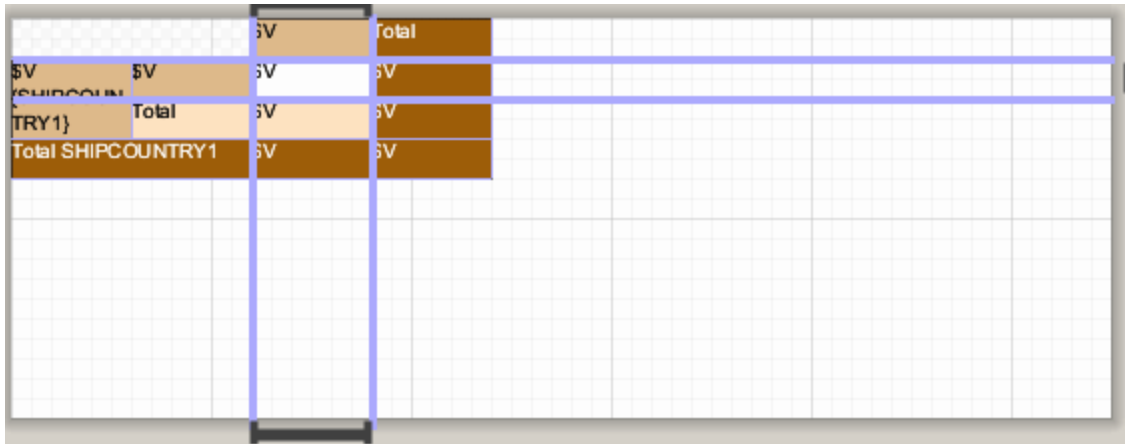 $V Total
$V $V $V $V
{SHIPCOUN
TRY1} Total $V $V
Total SHIPCOUNTRY1 $V $V